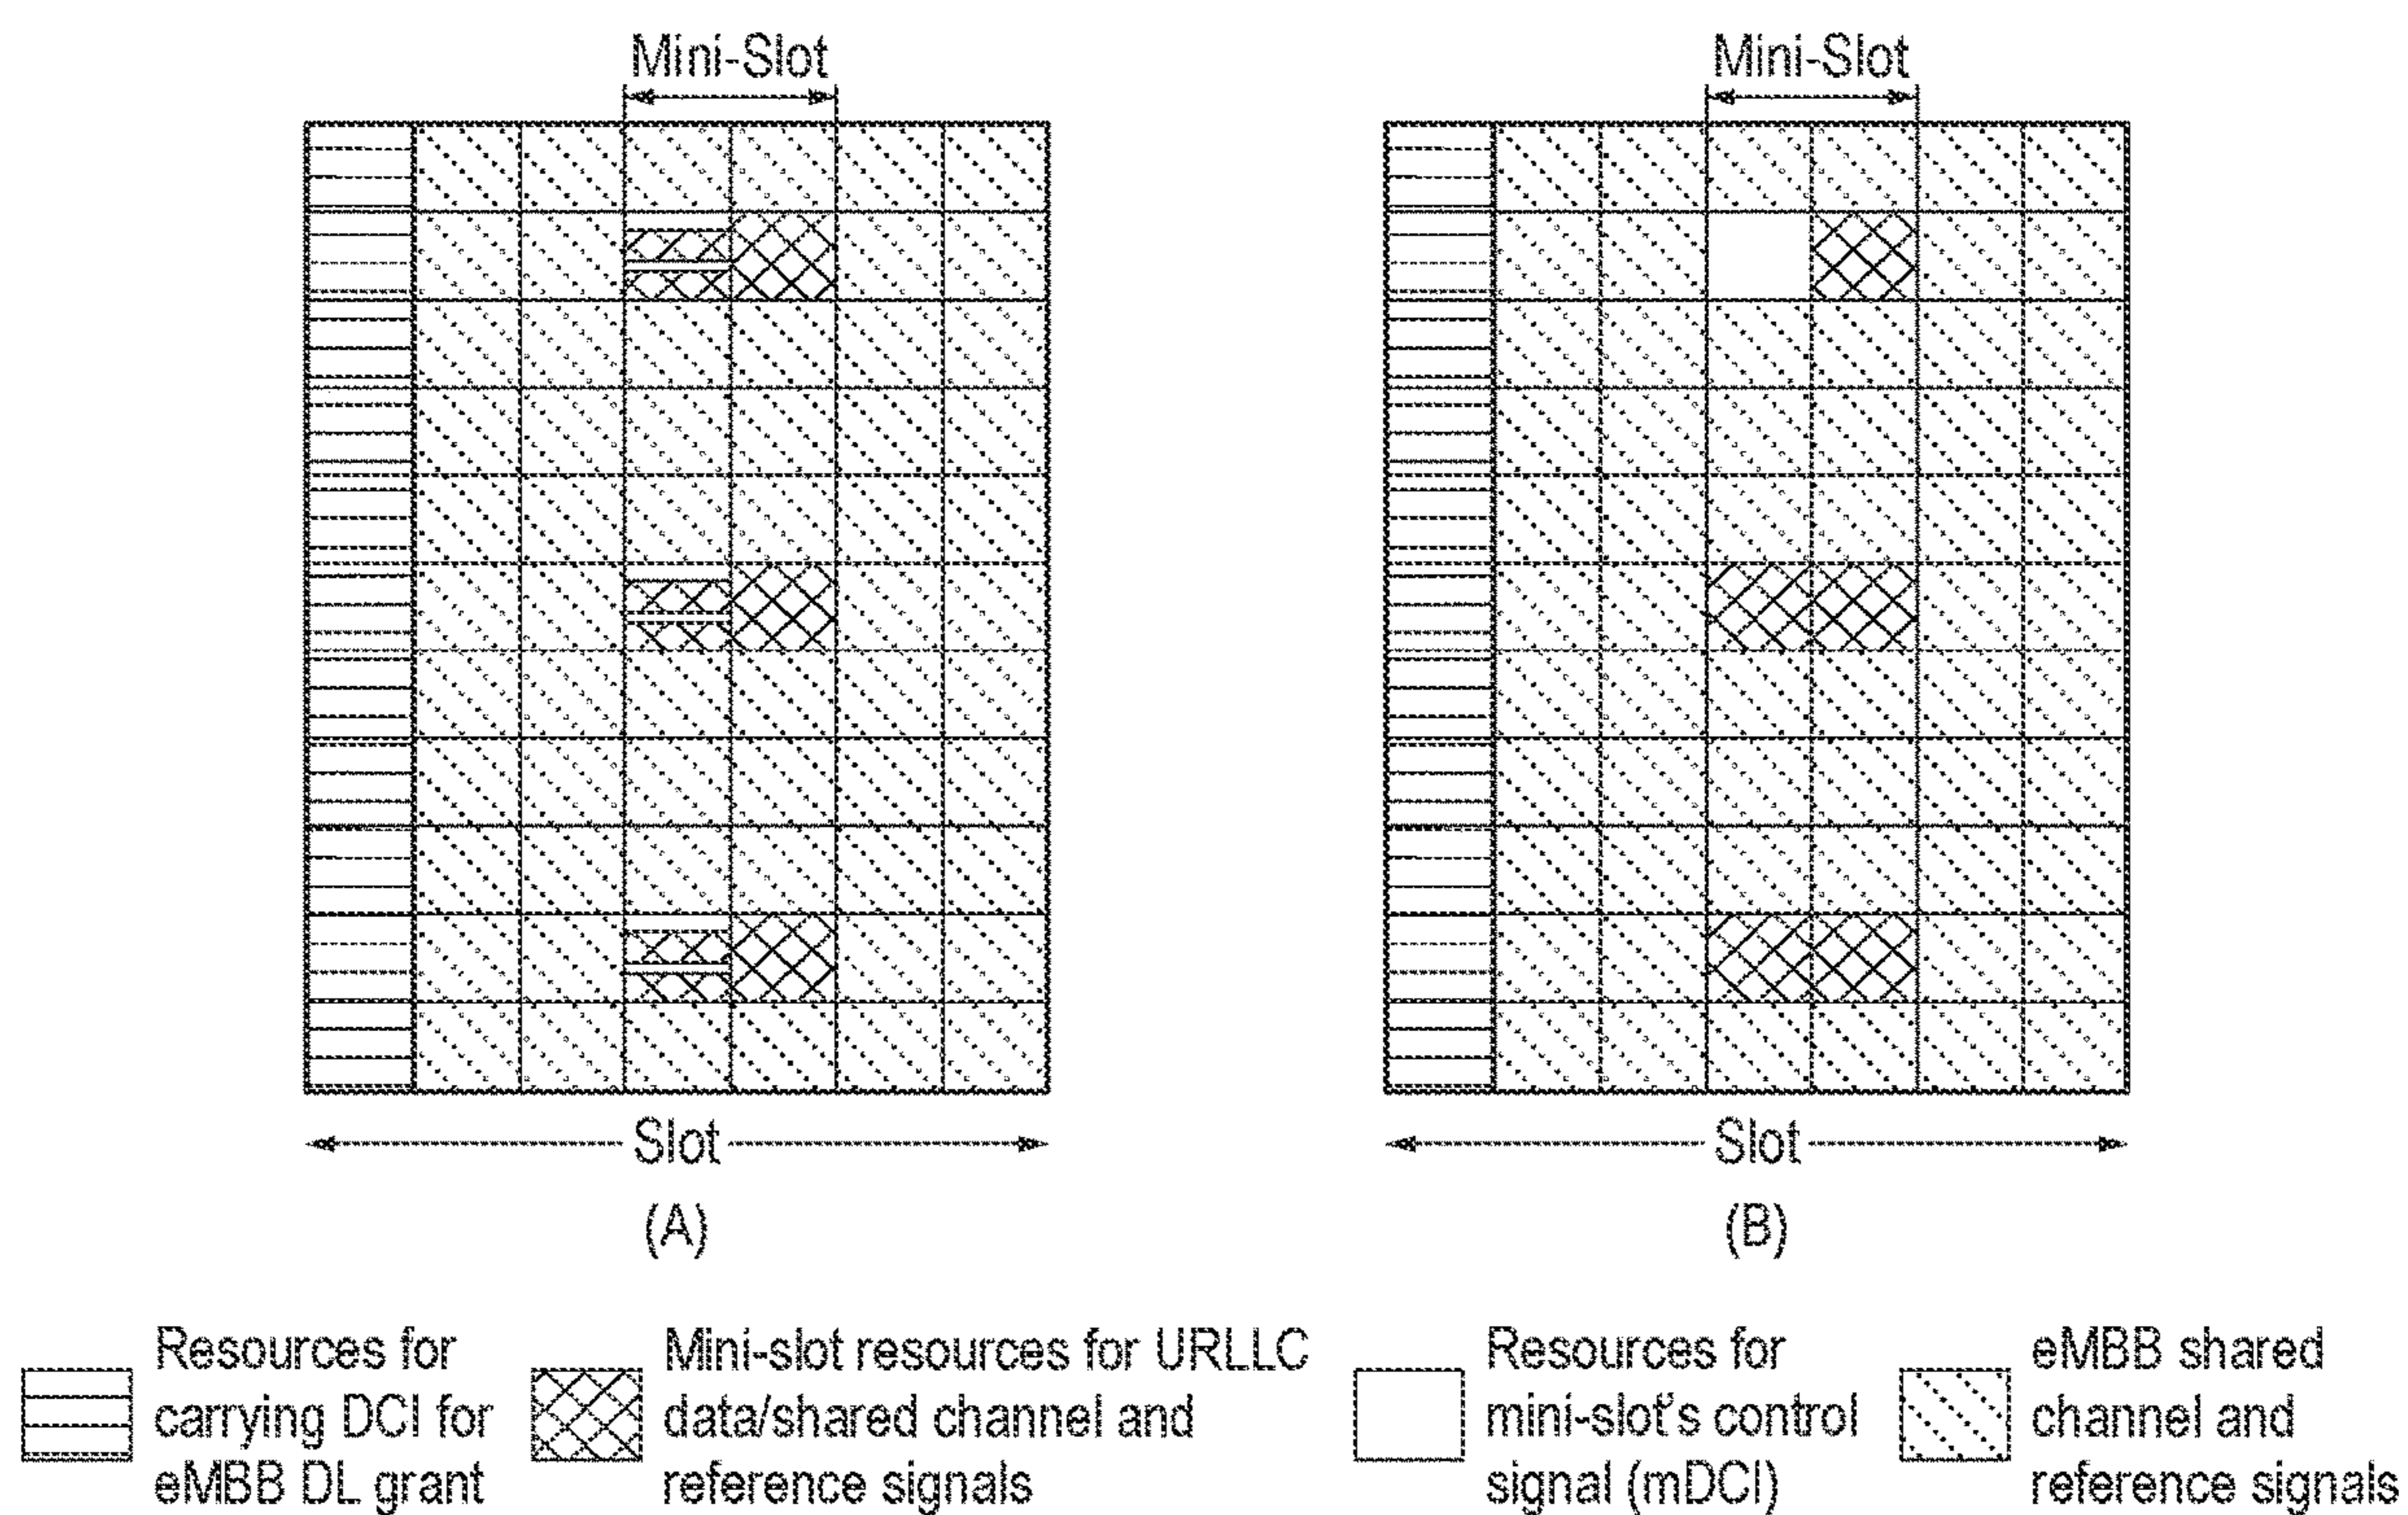 Mini-Slot
Mini-Slot
Slot
Slot
(A)
(B)
Resources for
carrying DCI for
eMBB DL grant
Mini-slot resources for URLLC
data/shared channel and
reference signals
Resources for
mini-slot's control
signal (mDCI)
eMBB shared
channel and
reference signals